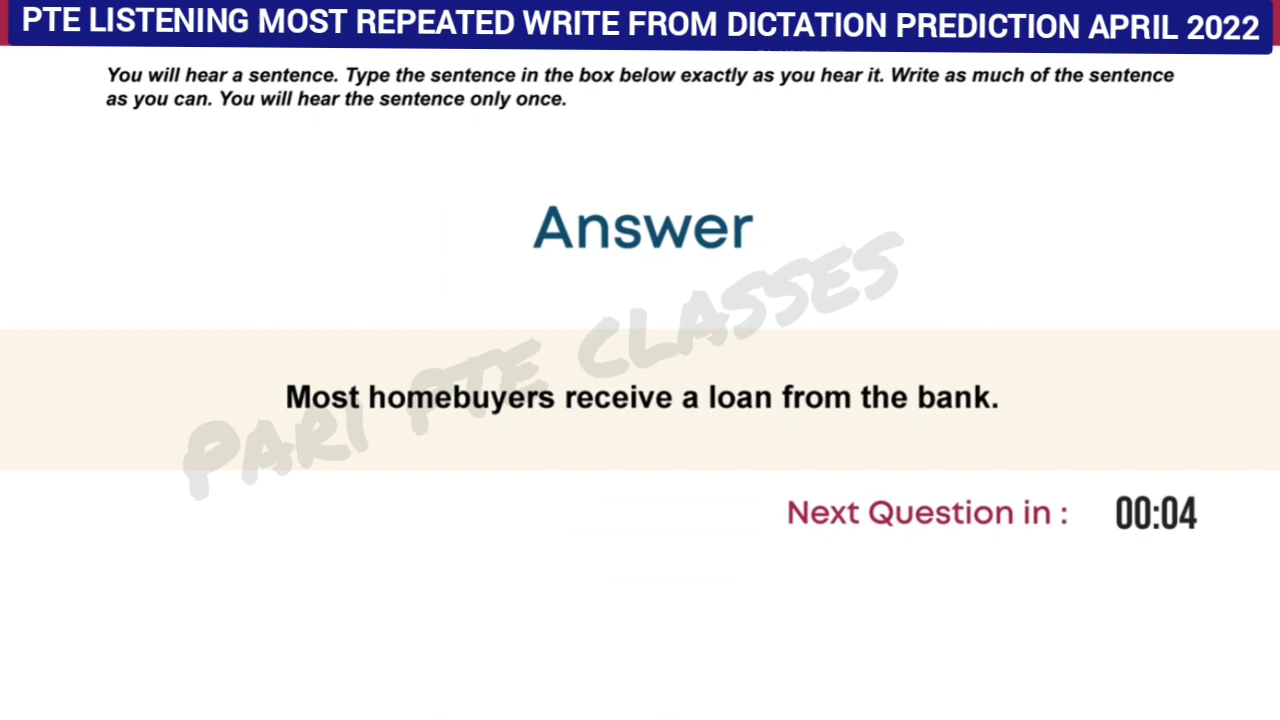 PTE LISTENING MOST REPEATED WRITE FROM DICTATION PREDICTION APRIL 2022
You will hear a sentence. Type the sentence in the box below exactly as you hear it. Write as much of the sentence
as you can. You will hear the sentence only once.
Answer
PARI PTE CLASSES
Most homebuyers receive a loan from the bank.
Next Question in : 00:04